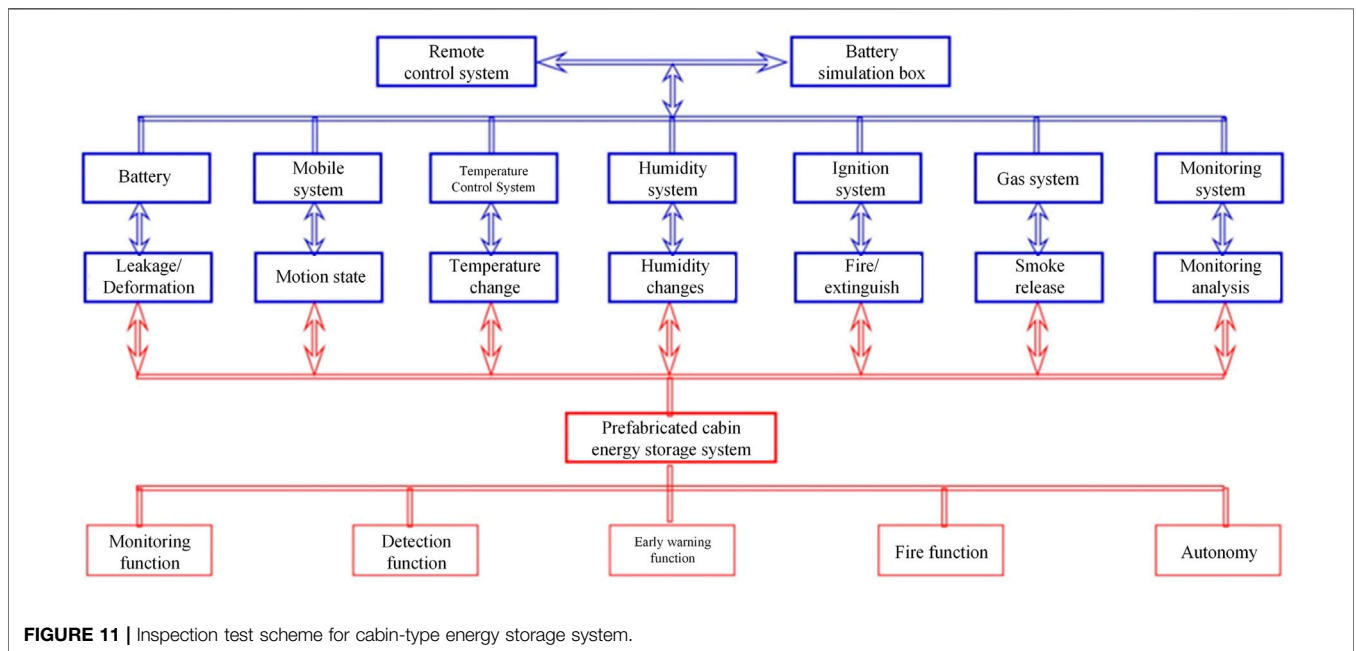 Remote
control system
Battery
simulation box
Battery
Mobile
system
Temperature
Control System
Humidity
system
Ignition
system
Gas system
Monitoring
system
Leakage/
Deformation
Motion state
Temperature
change
Humidity
changes
Fire/
extinguish
Smoke
release
Monitoring
analysis
Prefabricated cabin
energy storage system
Monitoring
function
Detection
function
Early warning
function
Fire function
Autonomy
FIGURE 11 | Inspection test scheme for cabin-type energy storage system.